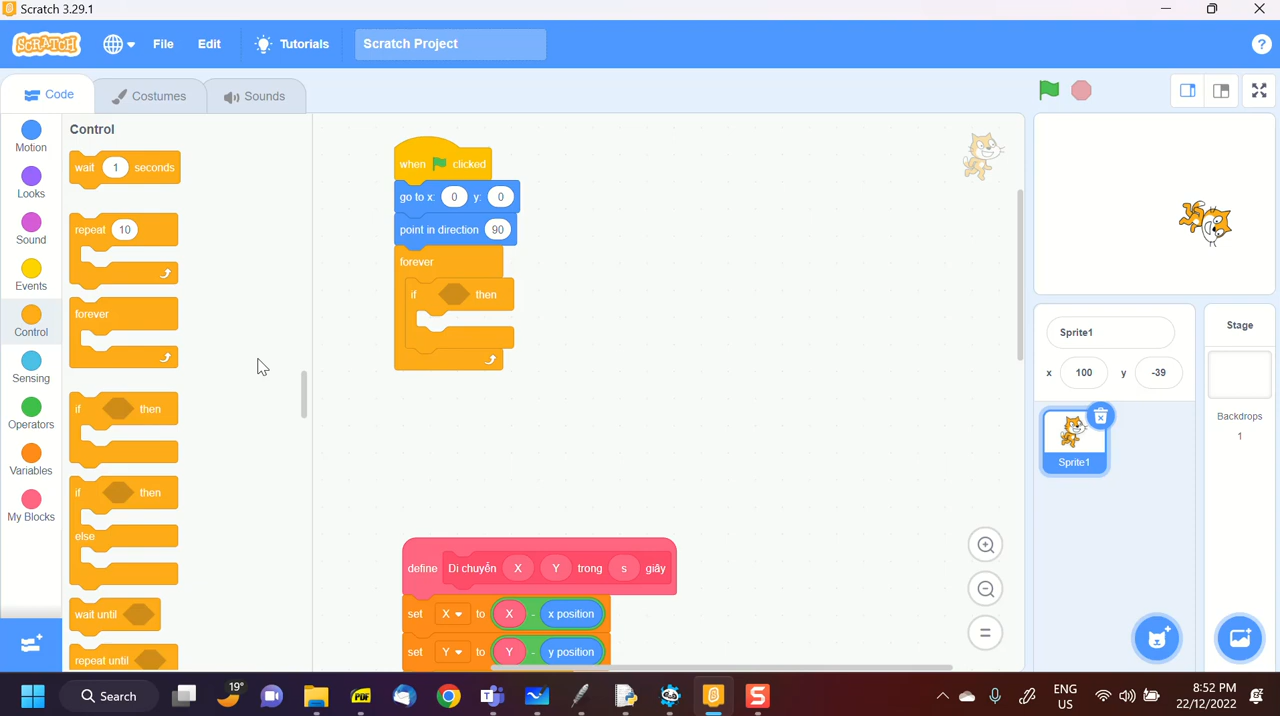 Scratch 3.29.1
SCRATCH File Edit Tutorials Scratch Project ?
Code Costumes Sounds
Motion
Looks
Sound
Events
Control
Sensing
Operators
Variables
My Blocks
Control
wait 1 seconds
repeat 10
forever
if then
if then
else
wait until
repeat until
when clicked
go to x: 0 y: 0
point in direction 90
forever
if then
define Di chuyển X Y trong s giây
set X to X - x position
set Y to Y - y position
Sprite1
x 100 y -39
Sprite1
Stage
Backdrops
1
Search
19°
PDF
ENG
US
8:52 PM
22/12/2022